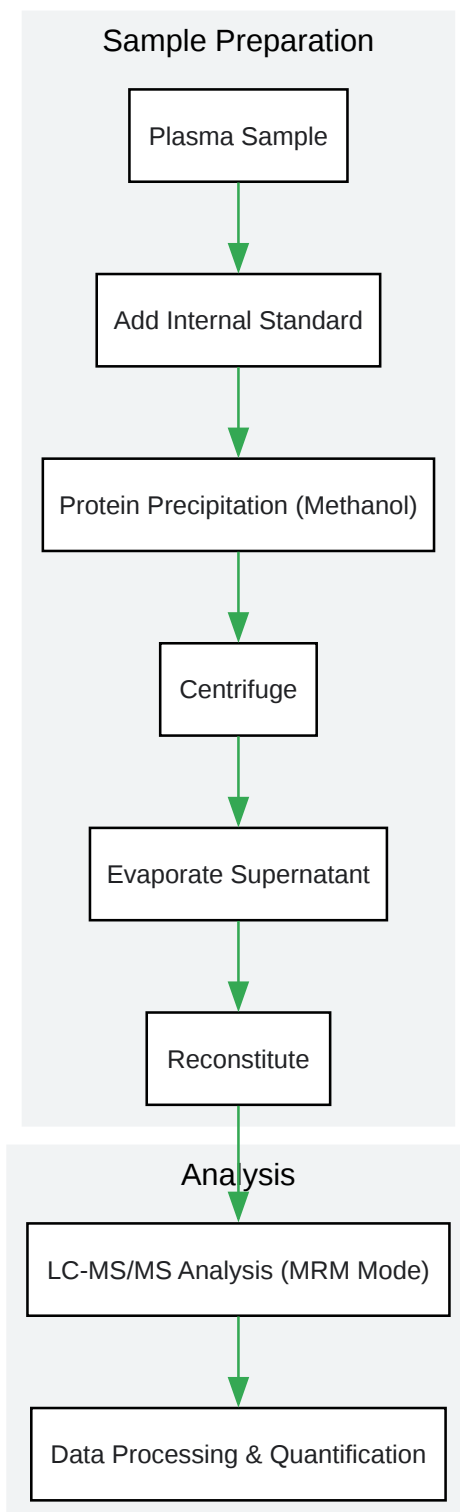 Sample Preparation
Plasma Sample
Add Internal Standard
Protein Precipitation (Methanol)
Centrifuge
Evaporate Supernatant
Reconstitute
Analysis
LC-MS/MS Analysis (MRM Mode)
Data Processing & Quantification